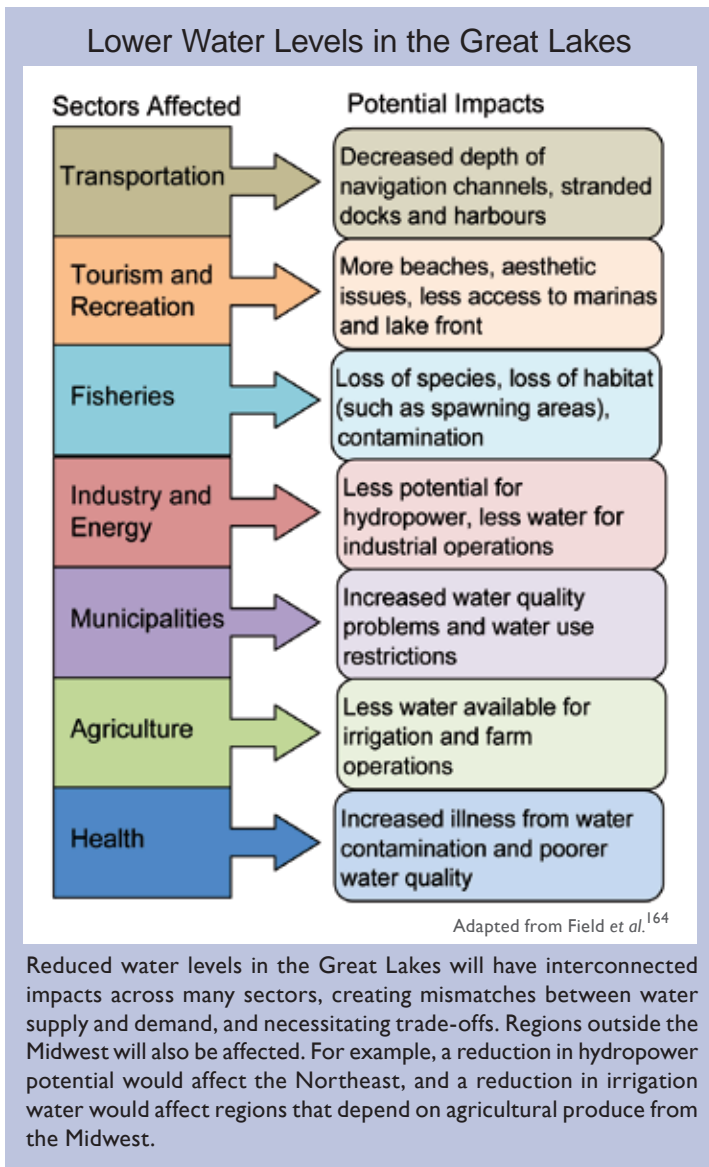 Lower Water Levels in the Great Lakes
Sectors Affected
Potential Impacts
Transportation
Decreased depth of
navigation channels, stranded
docks and harbours
Tourism and
Recreation
More beaches, aesthetic
issues, less access to marinas
and lake front
Fisheries
Loss of species, loss of habitat
(such as spawning areas),
contamination
Industry and
Energy
Less potential for
hydropower, less water for
industrial operations
Municipalities
Increased water quality
problems and water use
restrictions
Agriculture
Less water available for
irrigation and farm
operations
Health
Increased illness from water
contamination and poorer
water quality
Adapted from Field et al.164
Reduced water levels in the Great Lakes will have interconnected
impacts across many sectors, creating mismatches between water
supply and demand, and necessitating trade-offs. Regions outside the
Midwest will also be affected. For example, a reduction in hydropower
potential would affect the Northeast, and a reduction in irrigation
water would affect regions that depend on agricultural produce from
the Midwest.